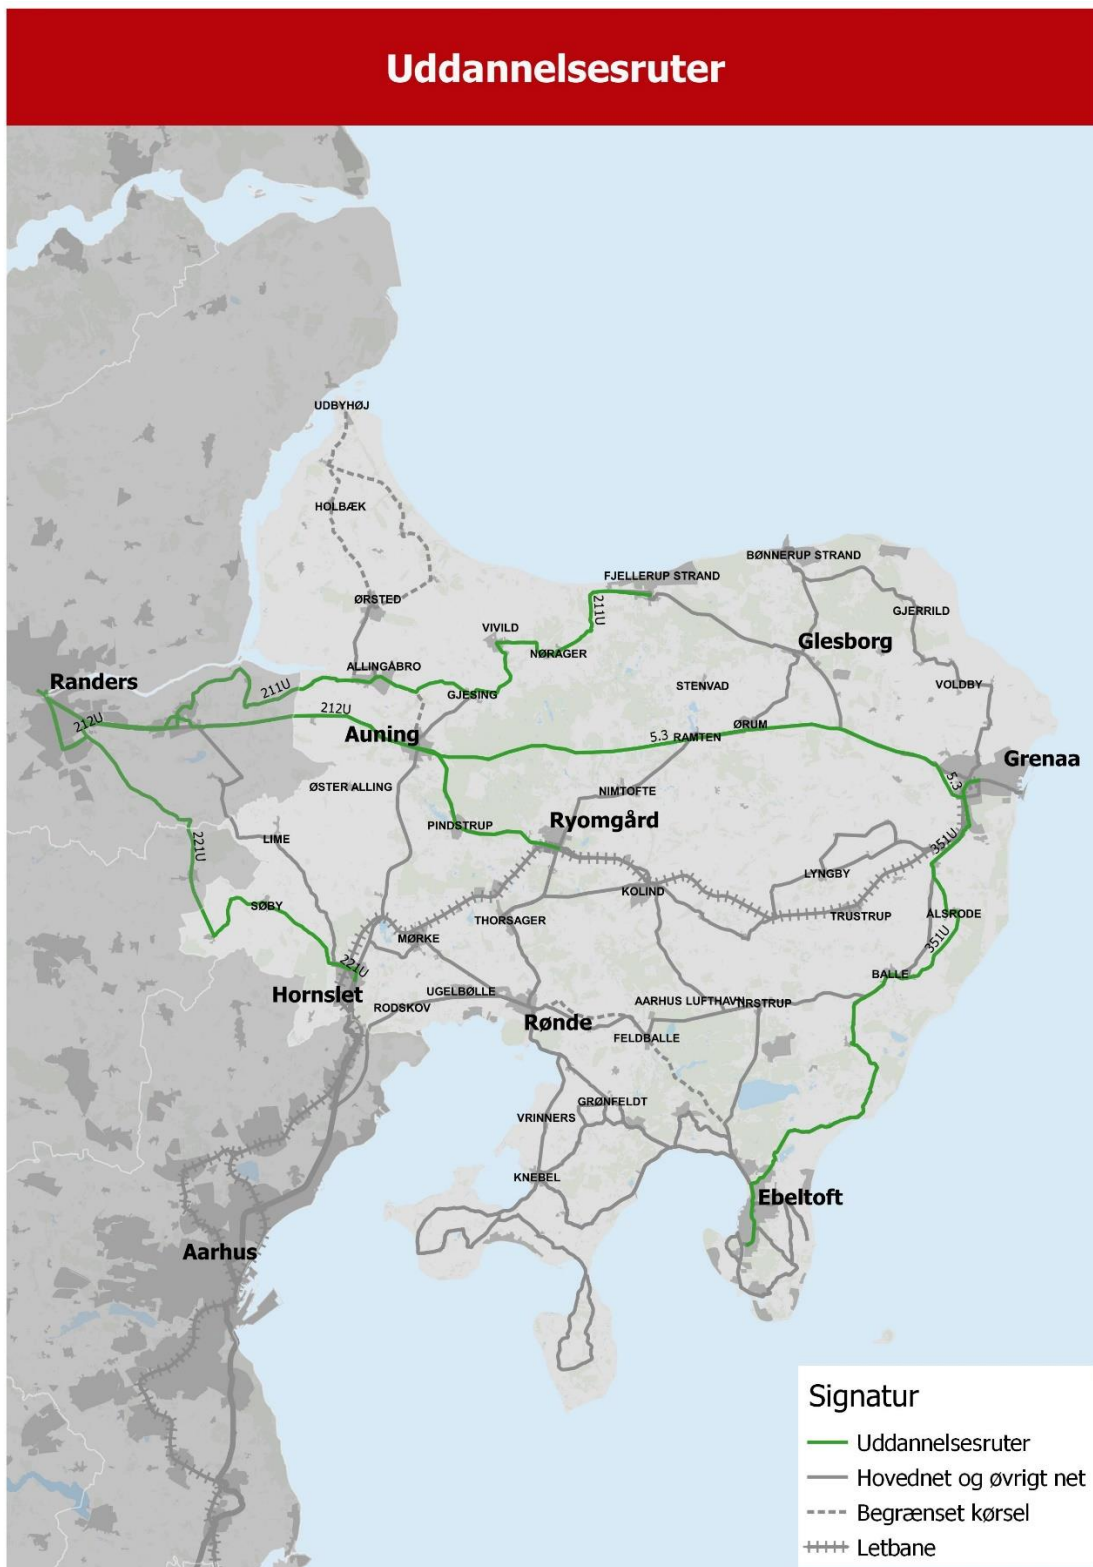 Uddannelsesruter
UDBYHØJ
HOLBÆK
BØNNERUP STRAND
FJELLERUP STRAND
ØRSTED
211U
GJERRILD
VIVILD
Glesborg
NØRAGER
ALLINGÅBRO
Randers
211U
GJESING
STENVAD
VOLDBY
212U
212U
Auning
5.3
RAMTEN
ØRUM
Grenaa
5.3
ØSTER ALLING
NIMTOFTE
PINDSTRUP
Ryomgård
LIME
221U
351U
LYNGBY
KOLIND
SØBY
THORSAGER
TRUSTRUP
ALSRODE
MØRKE
351U
221U
BALLE
Hornslet
UGELBØLLE
RODSKOV
AARHUS LUFTHAVN
Rønde
FELDBALLE
GRØNFELDT
VRINNERS
KNEBEL
Ebeltoft
Aarhus
Signatur
Uddannelsesruter
Hovednet og øvrigt net
Begrænset kørsel
Letbane